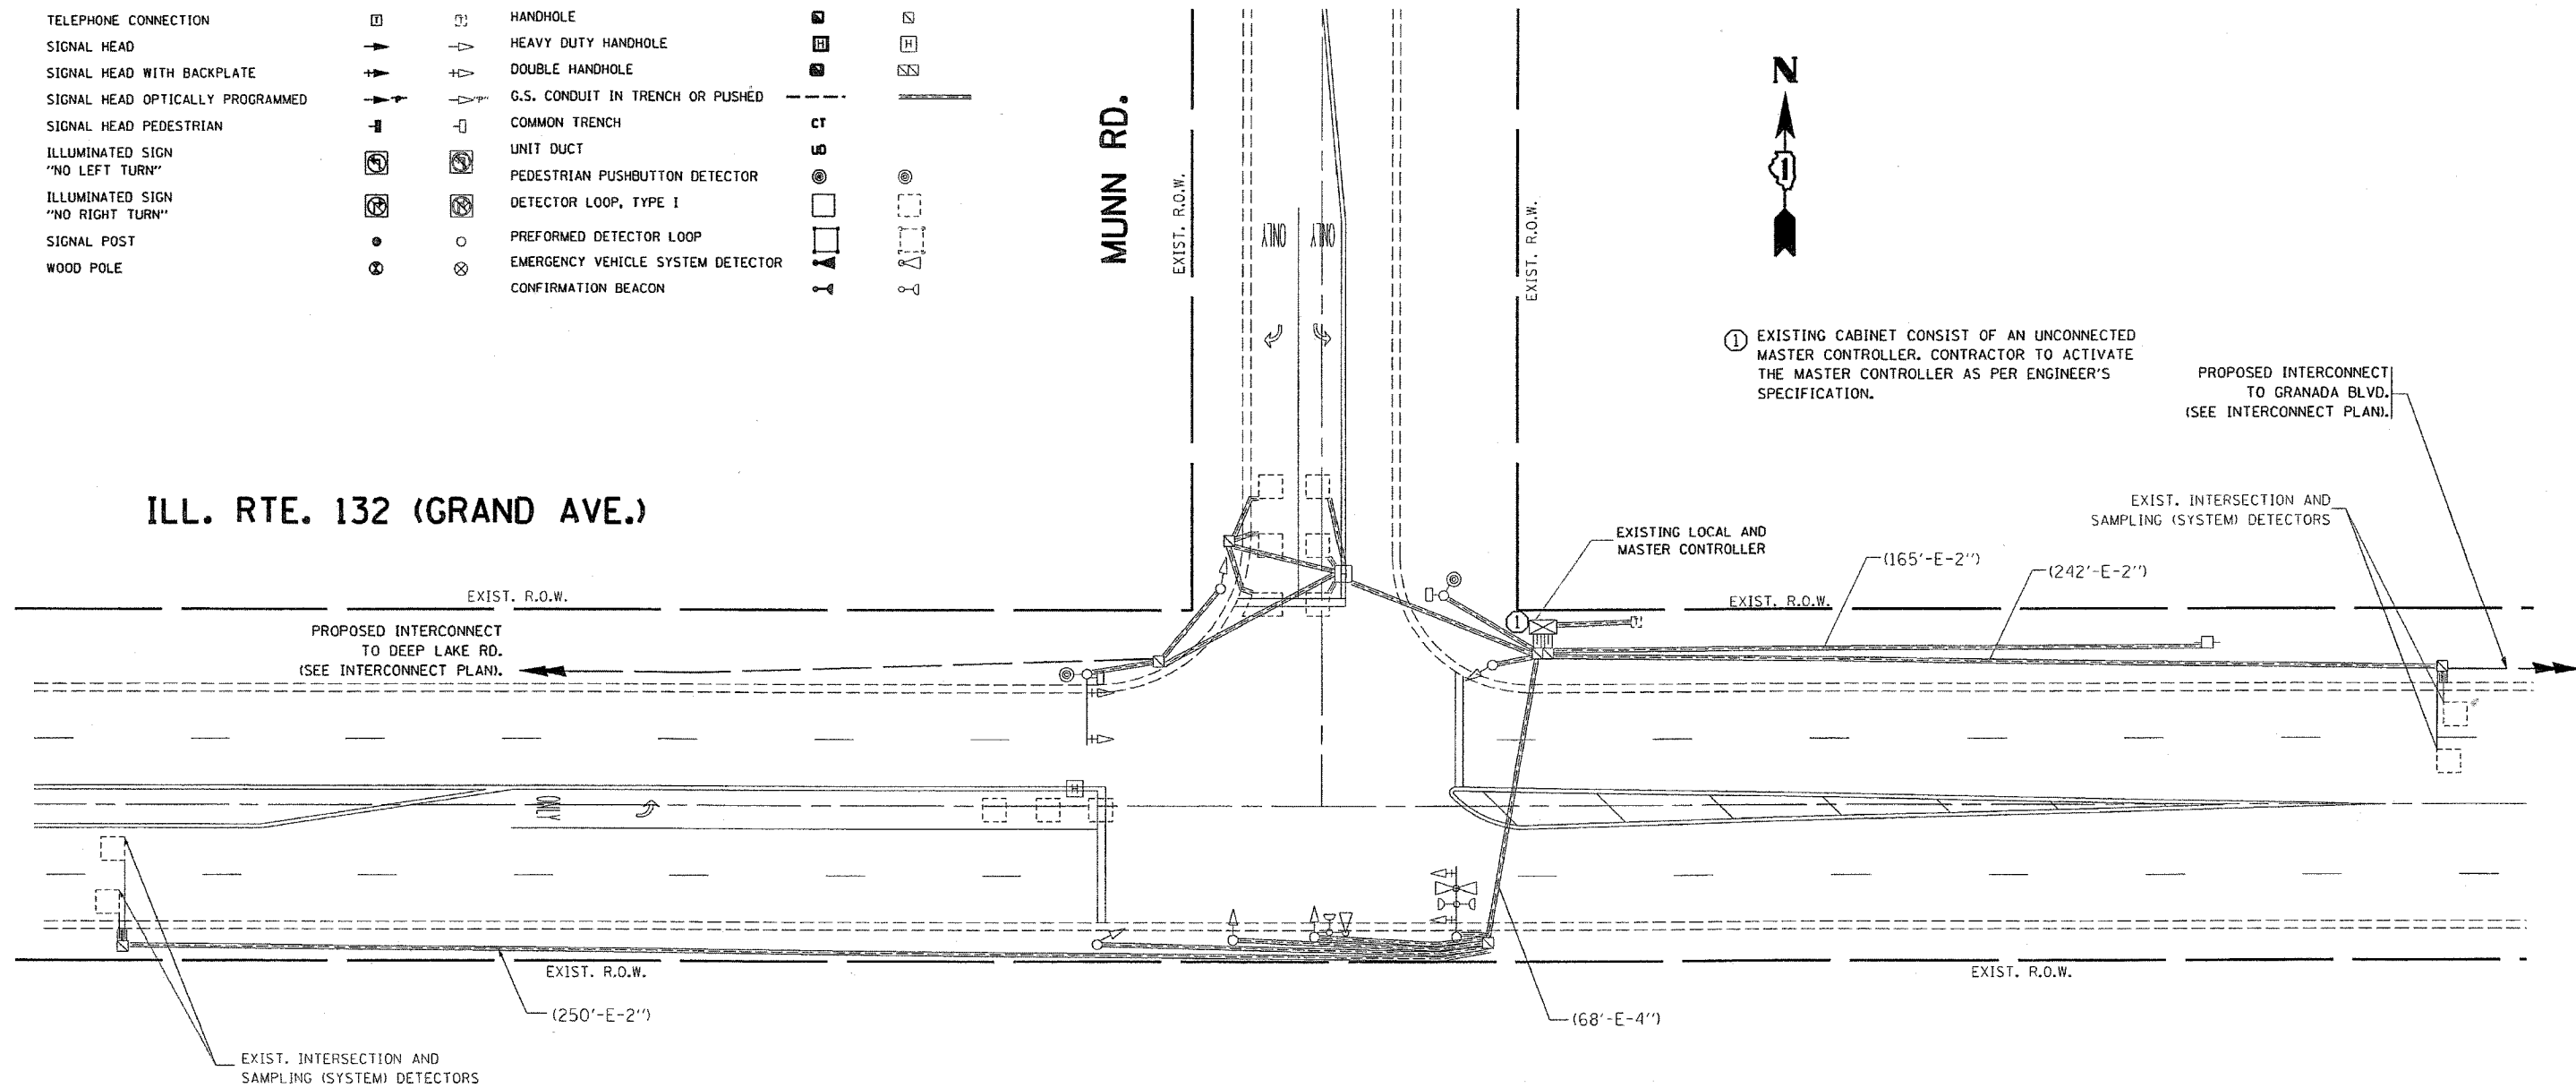 TELEPHONE CONNECTION T T
SIGNAL HEAD
SIGNAL HEAD WITH BACKPLATE
SIGNAL HEAD OPTICALLY PROGRAMMED "P" "P"
SIGNAL HEAD PEDESTRIAN
ILLUMINATED SIGN
"NO LEFT TURN"
ILLUMINATED SIGN
"NO RIGHT TURN"
SIGNAL POST
WOOD POLE
HANDHOLE
HEAVY DUTY HANDHOLE H H
DOUBLE HANDHOLE
G.S. CONDUIT IN TRENCH OR PUSHED
COMMON TRENCH CT
UNIT DUCT UD
PEDESTRIAN PUSHBUTTON DETECTOR
DETECTOR LOOP, TYPE I
PREFORMED DETECTOR LOOP
EMERGENCY VEHICLE SYSTEM DETECTOR
CONFIRMATION BEACON
MUNN RD.
EXIST. R.O.W.
ONLY
ONLY
EXIST. R.O.W.
N
1
1 EXISTING CABINET CONSIST OF AN UNCONNECTED
MASTER CONTROLLER. CONTRACTOR TO ACTIVATE
THE MASTER CONTROLLER AS PER ENGINEER'S
SPECIFICATION.
PROPOSED INTERCONNECT
TO GRANADA BLVD.
(SEE INTERCONNECT PLAN).
ILL. RTE. 132 (GRAND AVE.)
EXIST. INTERSECTION AND
SAMPLING (SYSTEM) DETECTORS
EXISTING LOCAL AND
MASTER CONTROLLER
(165'-E-2'')
(242'-E-2'')
EXIST. R.O.W.
EXIST. R.O.W.
H
1
T
PROPOSED INTERCONNECT
TO DEEP LAKE RD.
(SEE INTERCONNECT PLAN).
H
ONLY
EXIST. R.O.W.
EXIST. R.O.W.
(250'-E-2'')
(68'-E-4'')
EXIST. INTERSECTION AND
SAMPLING (SYSTEM) DETECTORS